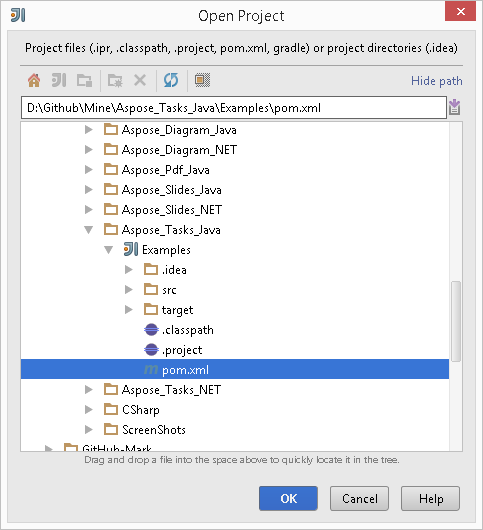 Open Project
Project files (.ipr, .classpath, .project, pom.xml, gradle) or project directories (.idea)
Hide path
D:\Github\Mine\Aspose_Tasks_Java\Examples\pom.xml
Aspose_Diagram_Java
Aspose_Diagram_NET
Aspose_Pdf_Java
Aspose_Slides_Java
Aspose_Slides_NET
Aspose_Tasks_Java
Examples
.idea
src
target
.classpath
.project
pom.xml
Aspose_Tasks_NET
CSharp
ScreenShots
GitHub-Mark
Drag and drop a file into the space above to quickly locate it in the tree.
OK Cancel Help